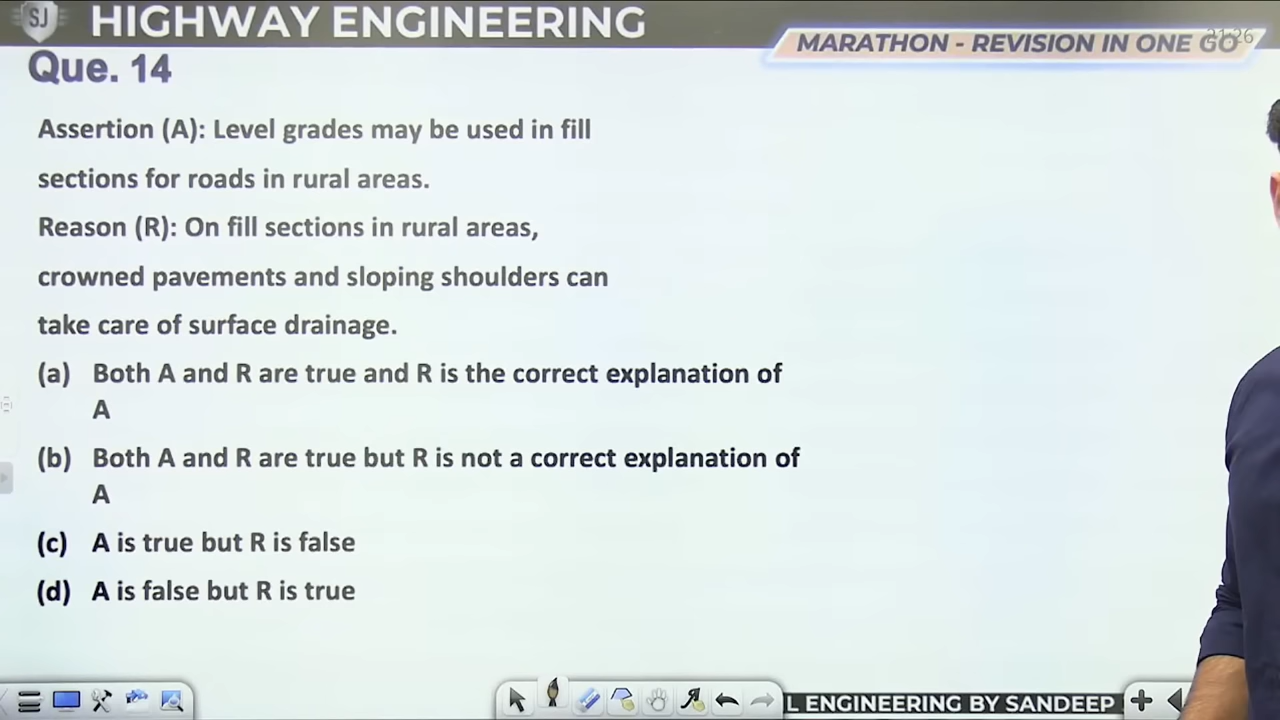 SJ
HIGHWAY ENGINEERING
MARATHON - REVISION IN ONE GO
21:26
Que. 14
Assertion (A): Level grades may be used in fill
sections for roads in rural areas.
Reason (R): On fill sections in rural areas,
crowned pavements and sloping shoulders can
take care of surface drainage.
(a) Both A and R are true and R is the correct explanation of
A
(b) Both A and R are true but R is not a correct explanation of
A
(c) A is true but R is false
(d) A is false but R is true
L ENGINEERING BY SANDEEP